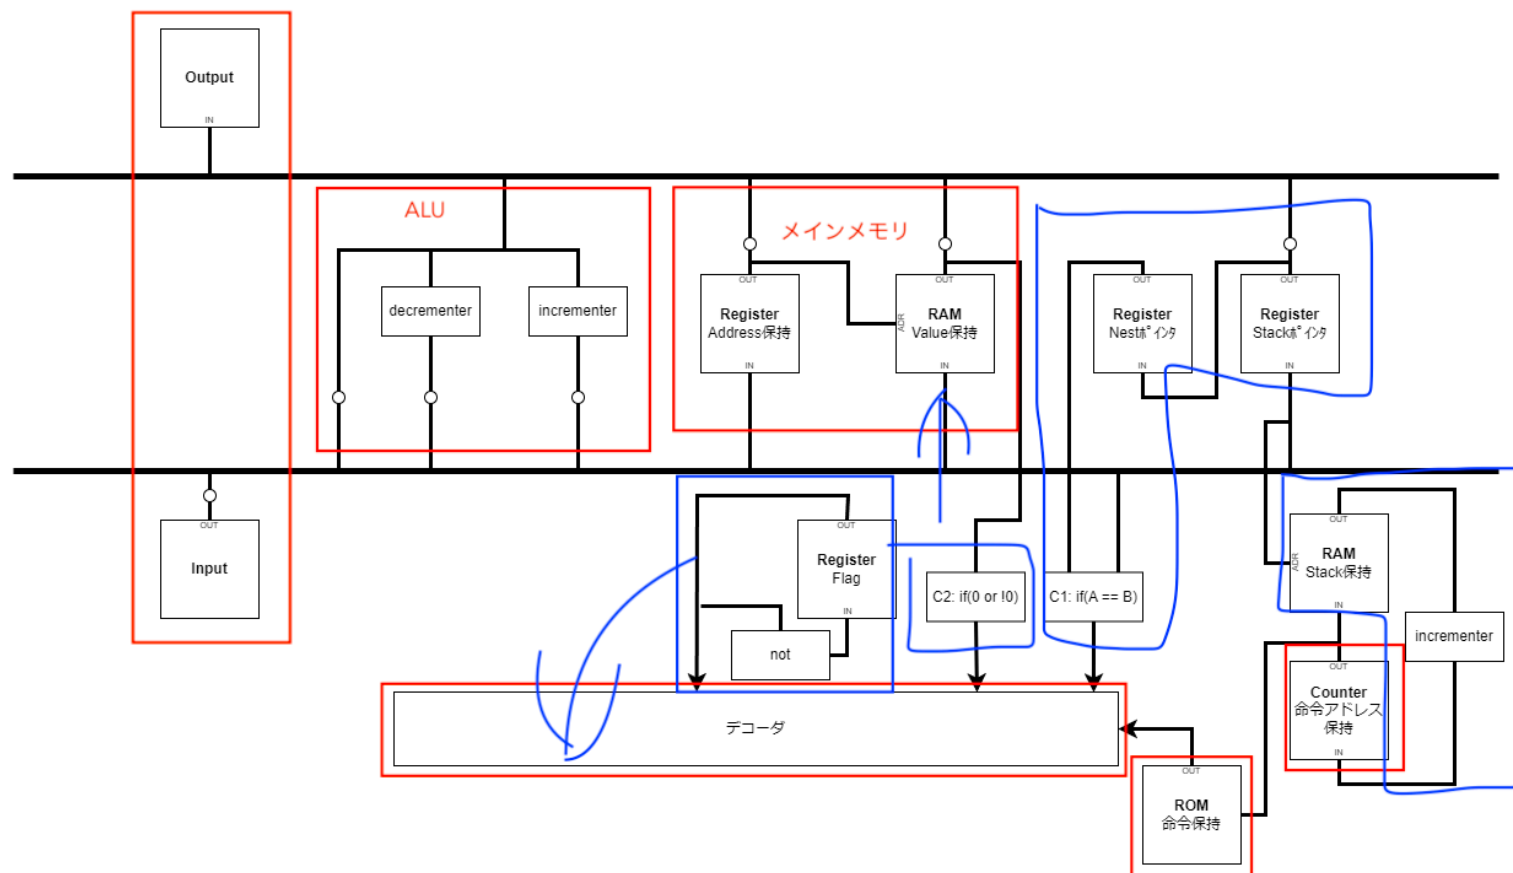 Output
IN
ALU
decrementer
incrementer
メインメモリ
OUT
Register
Address保持
IN
OUT
ADR
RAM
Value保持
IN
OUT
Register
Nestﾎﾟｲﾝﾀ
IN
OUT
Register
Stackﾎﾟｲﾝﾀ
IN
OUT
Input
OUT
Register
Flag
IN
not
C2: if(0 or !0)
C1: if(A == B)
OUT
ADR
RAM
Stack保持
IN
incrementer
OUT
Counter
命令アドレス
保持
IN
デコーダ
OUT
ROM
命令保持